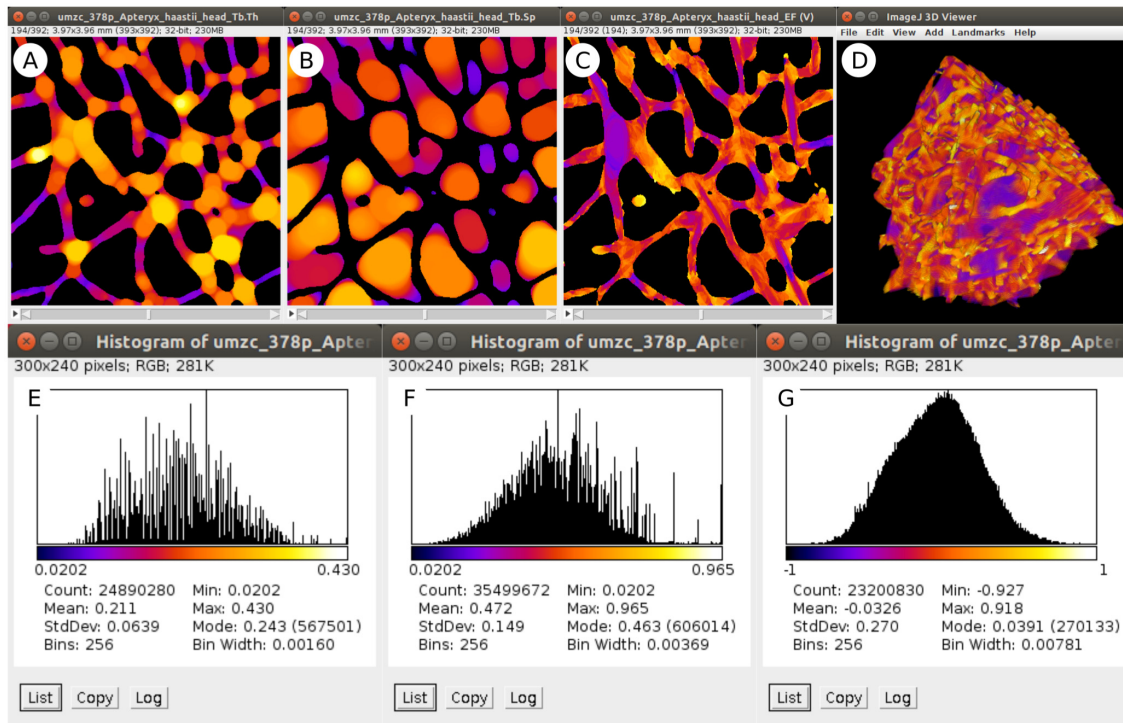 umzc_378p_Apteryx_haastii_head_Tb.Th
194/392; 3.97x3.96 mm (393x392); 32-bit; 230MB
A
umzc_378p_Apteryx_haastii_head_Tb.Sp
194/392; 3.97x3.96 mm (393x392); 32-bit; 230MB
B
umzc_378p_Apteryx_haastii_head_EF (V)
194/392 (194); 3.97x3.96 mm (393x392); 32-bit; 230MB
C
ImageJ 3D Viewer
File Edit View Add Landmarks Help
D
Histogram of umzc_378p_Apter
300x240 pixels; RGB; 281K
E
0.0202 0.430
Count: 24890280 Min: 0.0202
Mean: 0.211 Max: 0.430
StdDev: 0.0639 Mode: 0.243 (567501)
Bins: 256 Bin Width: 0.00160
List Copy Log
Histogram of umzc_378p_Apter
300x240 pixels; RGB; 281K
F
0.0202 0.965
Count: 35499672 Min: 0.0202
Mean: 0.472 Max: 0.965
StdDev: 0.149 Mode: 0.463 (606014)
Bins: 256 Bin Width: 0.00369
List Copy Log
Histogram of umzc_378p_Apter
300x240 pixels; RGB; 281K
G
-1 1
Count: 23200830 Min: -0.927
Mean: -0.0326 Max: 0.918
StdDev: 0.270 Mode: 0.0391 (270133)
Bins: 256 Bin Width: 0.00781
List Copy Log